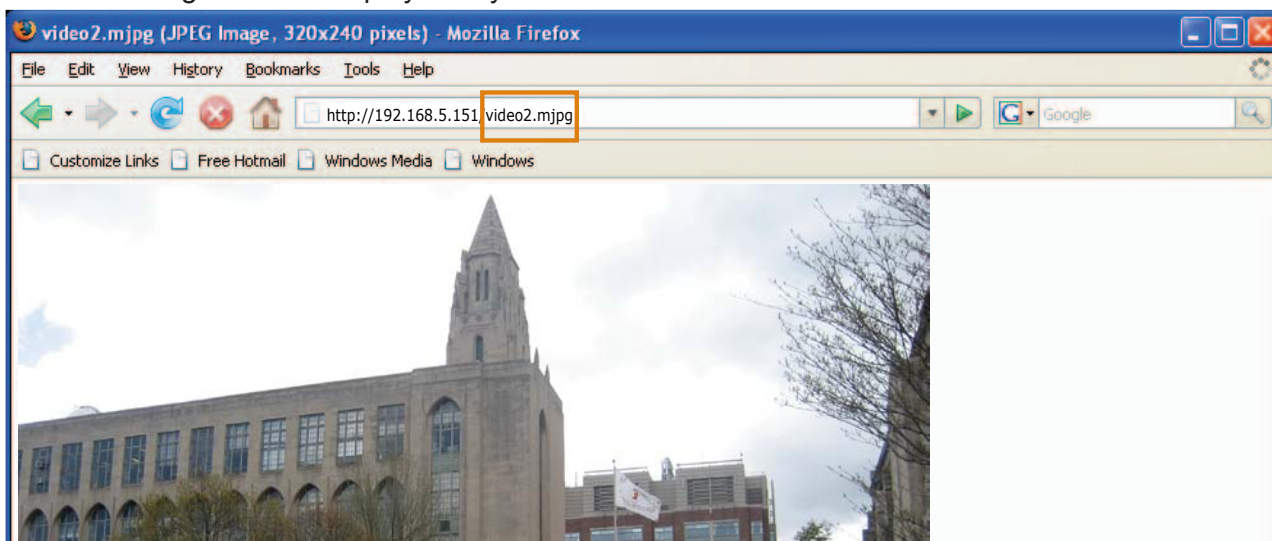 video2.mjpg (JPEG Image, 320x240 pixels) - Mozilla Firefox
File Edit View History Bookmarks Tools Help
http://192.168.5.151/video2.mjpg G Google
Customize Links Free Hotmail Windows Media Windows